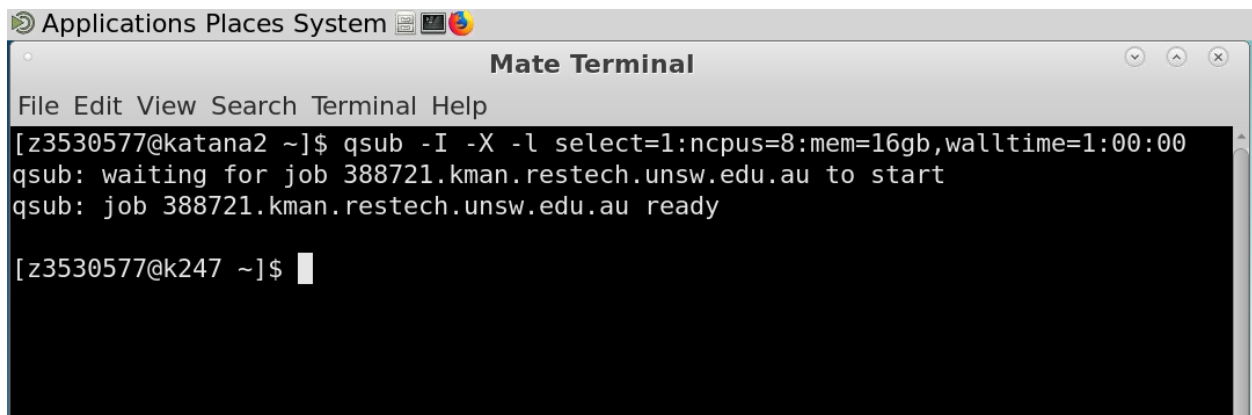 Applications Places System
Mate Terminal
File Edit View Search Terminal Help
[z3530577@katana2 ~]$ qsub -I -X -l select=1:ncpus=8:mem=16gb,walltime=1:00:00
qsub: waiting for job 388721.kman.restech.unsw.edu.au to start
qsub: job 388721.kman.restech.unsw.edu.au ready
[z3530577@k247 ~]$